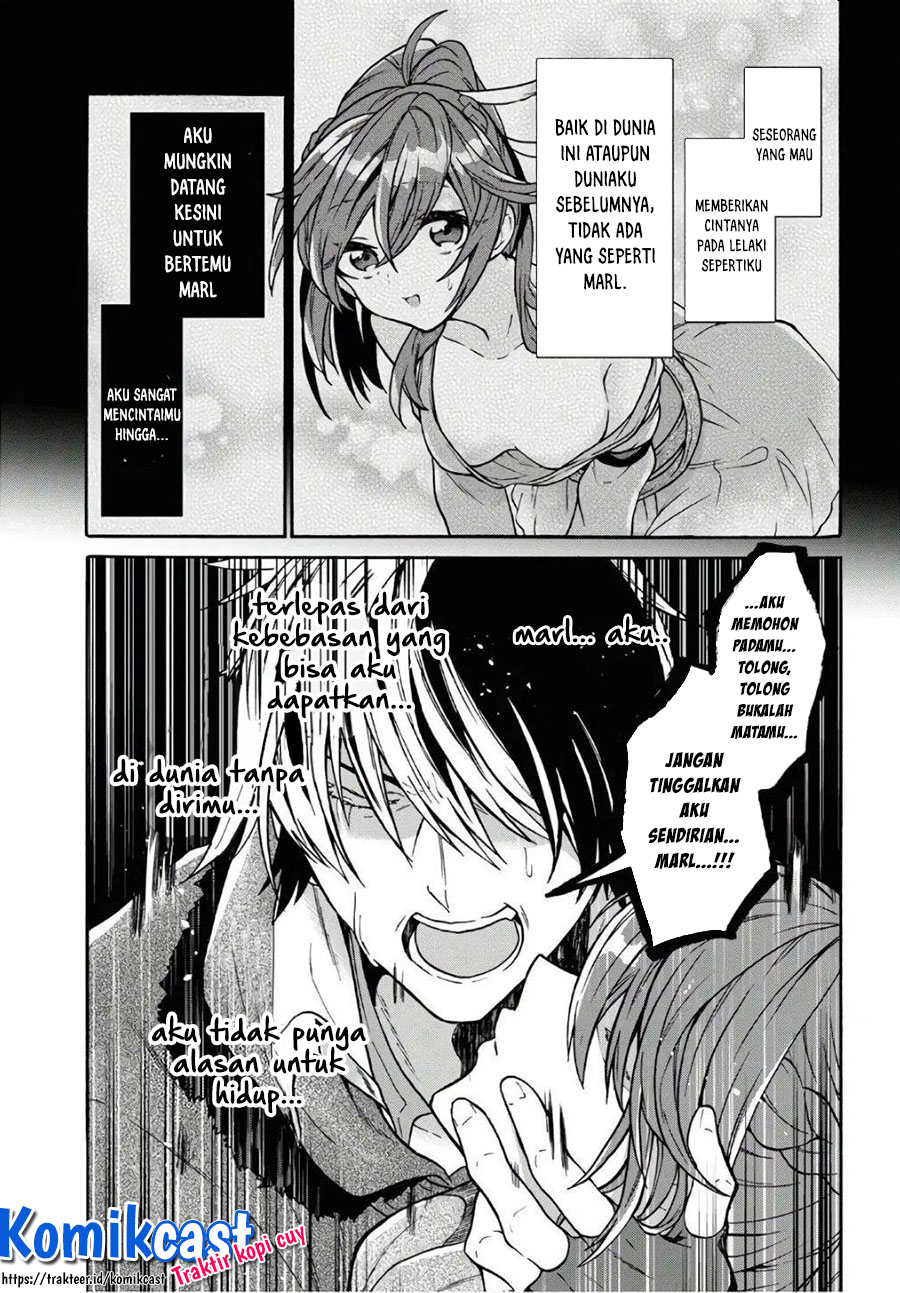 SESEORANG
YANG MAU
MEMBERIKAN
CINTANYA
PADA LELAKI
SEPERTIKU
BAIK DI DUNIA
INI ATAUPUN
DUNIAKU
SEBELUMNYA,
TIDAK ADA
YANG SEPERTI
MARL.
AKU
MUNGKIN
DATANG
KESINI
UNTUK
BERTEMU
MARL
AKU SANGAT
MENCINTAIMU
HINGGA...
...AKU
MEMOHON
PADAMU...
TOLONG,
TOLONG
BUKALAH
MATAMU...
JANGAN
TINGGALKAN
AKU
SENDIRIAN...
MARL...!!!
marl... aku..
terlepas dari
kebebasan yang
bisa aku
dapatkan...
di dunia tanpa
dirimu...
aku tidak punya
alasan untuk
hidup...
Komikcast
Traktir kopi cuy
https://trakteer.id/komikcast